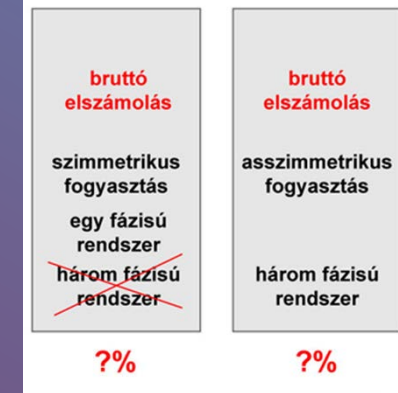 bruttó
elszámolás
szimmetrikus
fogyasztás
egy fázisú
rendszer
három fázisú
rendszer
?%
bruttó
elszámolás
asszimmetrikus
fogyasztás
három fázisú
rendszer
?%